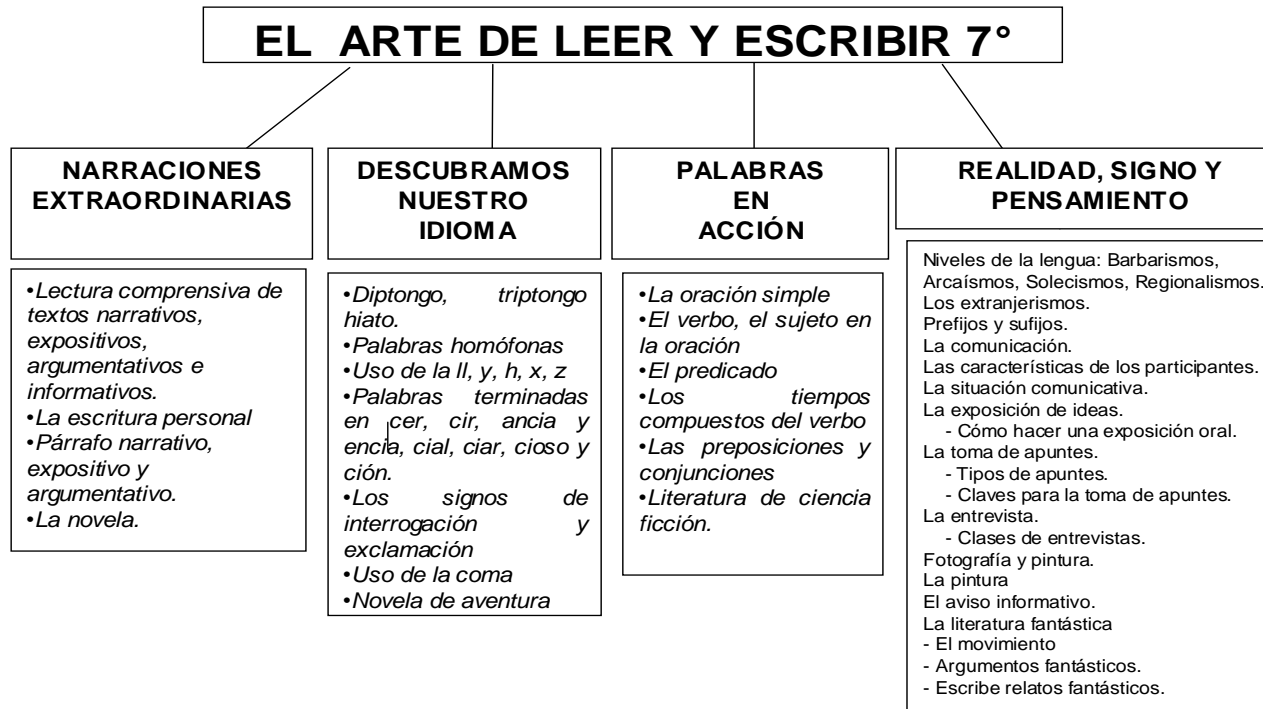 EL ARTE DE LEER Y ESCRIBIR 7°
NARRACIONES
EXTRAORDINARIAS
•Lectura comprensiva de
textos narrativos,
expositivos,
argumentativos e
informativos.
•La escritura personal
•Párrafo narrativo,
expositivo y
argumentativo.
•La novela.
DESCUBRAMOS
NUESTRO
IDIOMA
•Diptongo, triptongo
hiato.
•Palabras homófonas
•Uso de la ll, y, h, x, z
•Palabras terminadas
en cer, cir, ancia y
encia, cial, ciar, cioso y
ción.
•Los signos de
interrogación y
exclamación
•Uso de la coma
•Novela de aventura
PALABRAS
EN
ACCIÓN
•La oración simple
•El verbo, el sujeto en
la oración
•El predicado
•Los tiempos
compuestos del verbo
•Las preposiciones y
conjunciones
•Literatura de ciencia
ficción.
REALIDAD, SIGNO Y
PENSAMIENTO
Niveles de la lengua: Barbarismos,
Arcaísmos, Solecismos, Regionalismos.
Los extranjerismos.
Prefijos y sufijos.
La comunicación.
Las características de los participantes.
La situación comunicativa.
La exposición de ideas.
- Cómo hacer una exposición oral.
La toma de apuntes.
- Tipos de apuntes.
- Claves para la toma de apuntes.
La entrevista.
- Clases de entrevistas.
Fotografía y pintura.
La pintura
El aviso informativo.
La literatura fantástica
- El movimiento
- Argumentos fantásticos.
- Escribe relatos fantásticos.